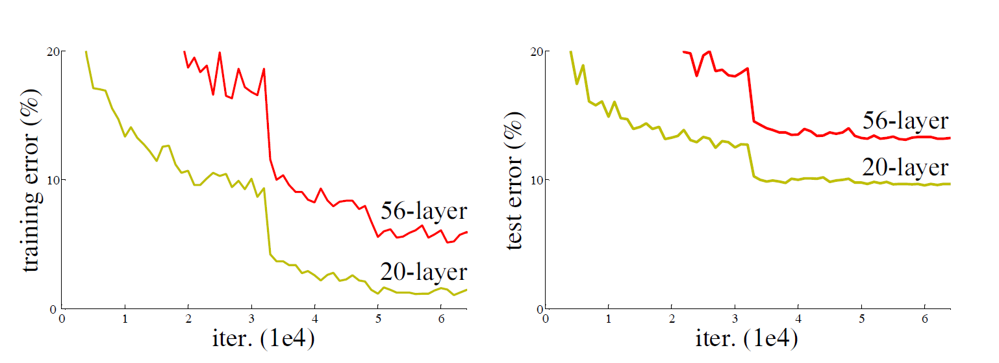 training error (%)
20
10
0
0 1 2 3 4 5 6
iter. (1e4)
56-layer
20-layer
test error (%)
20
10
0
0 1 2 3 4 5 6
iter. (1e4)
56-layer
20-layer